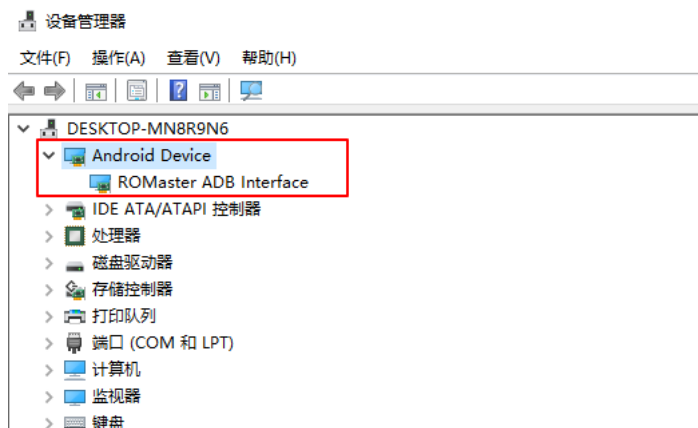 设备管理器
文件(F) 操作(A) 查看(V) 帮助(H)
DESKTOP-MN8R9N6
Android Device
ROMaster ADB Interface
IDE ATA/ATAPI 控制器
处理器
磁盘驱动器
存储控制器
打印队列
端口 (COM 和 LPT)
计算机
监视器
键盘